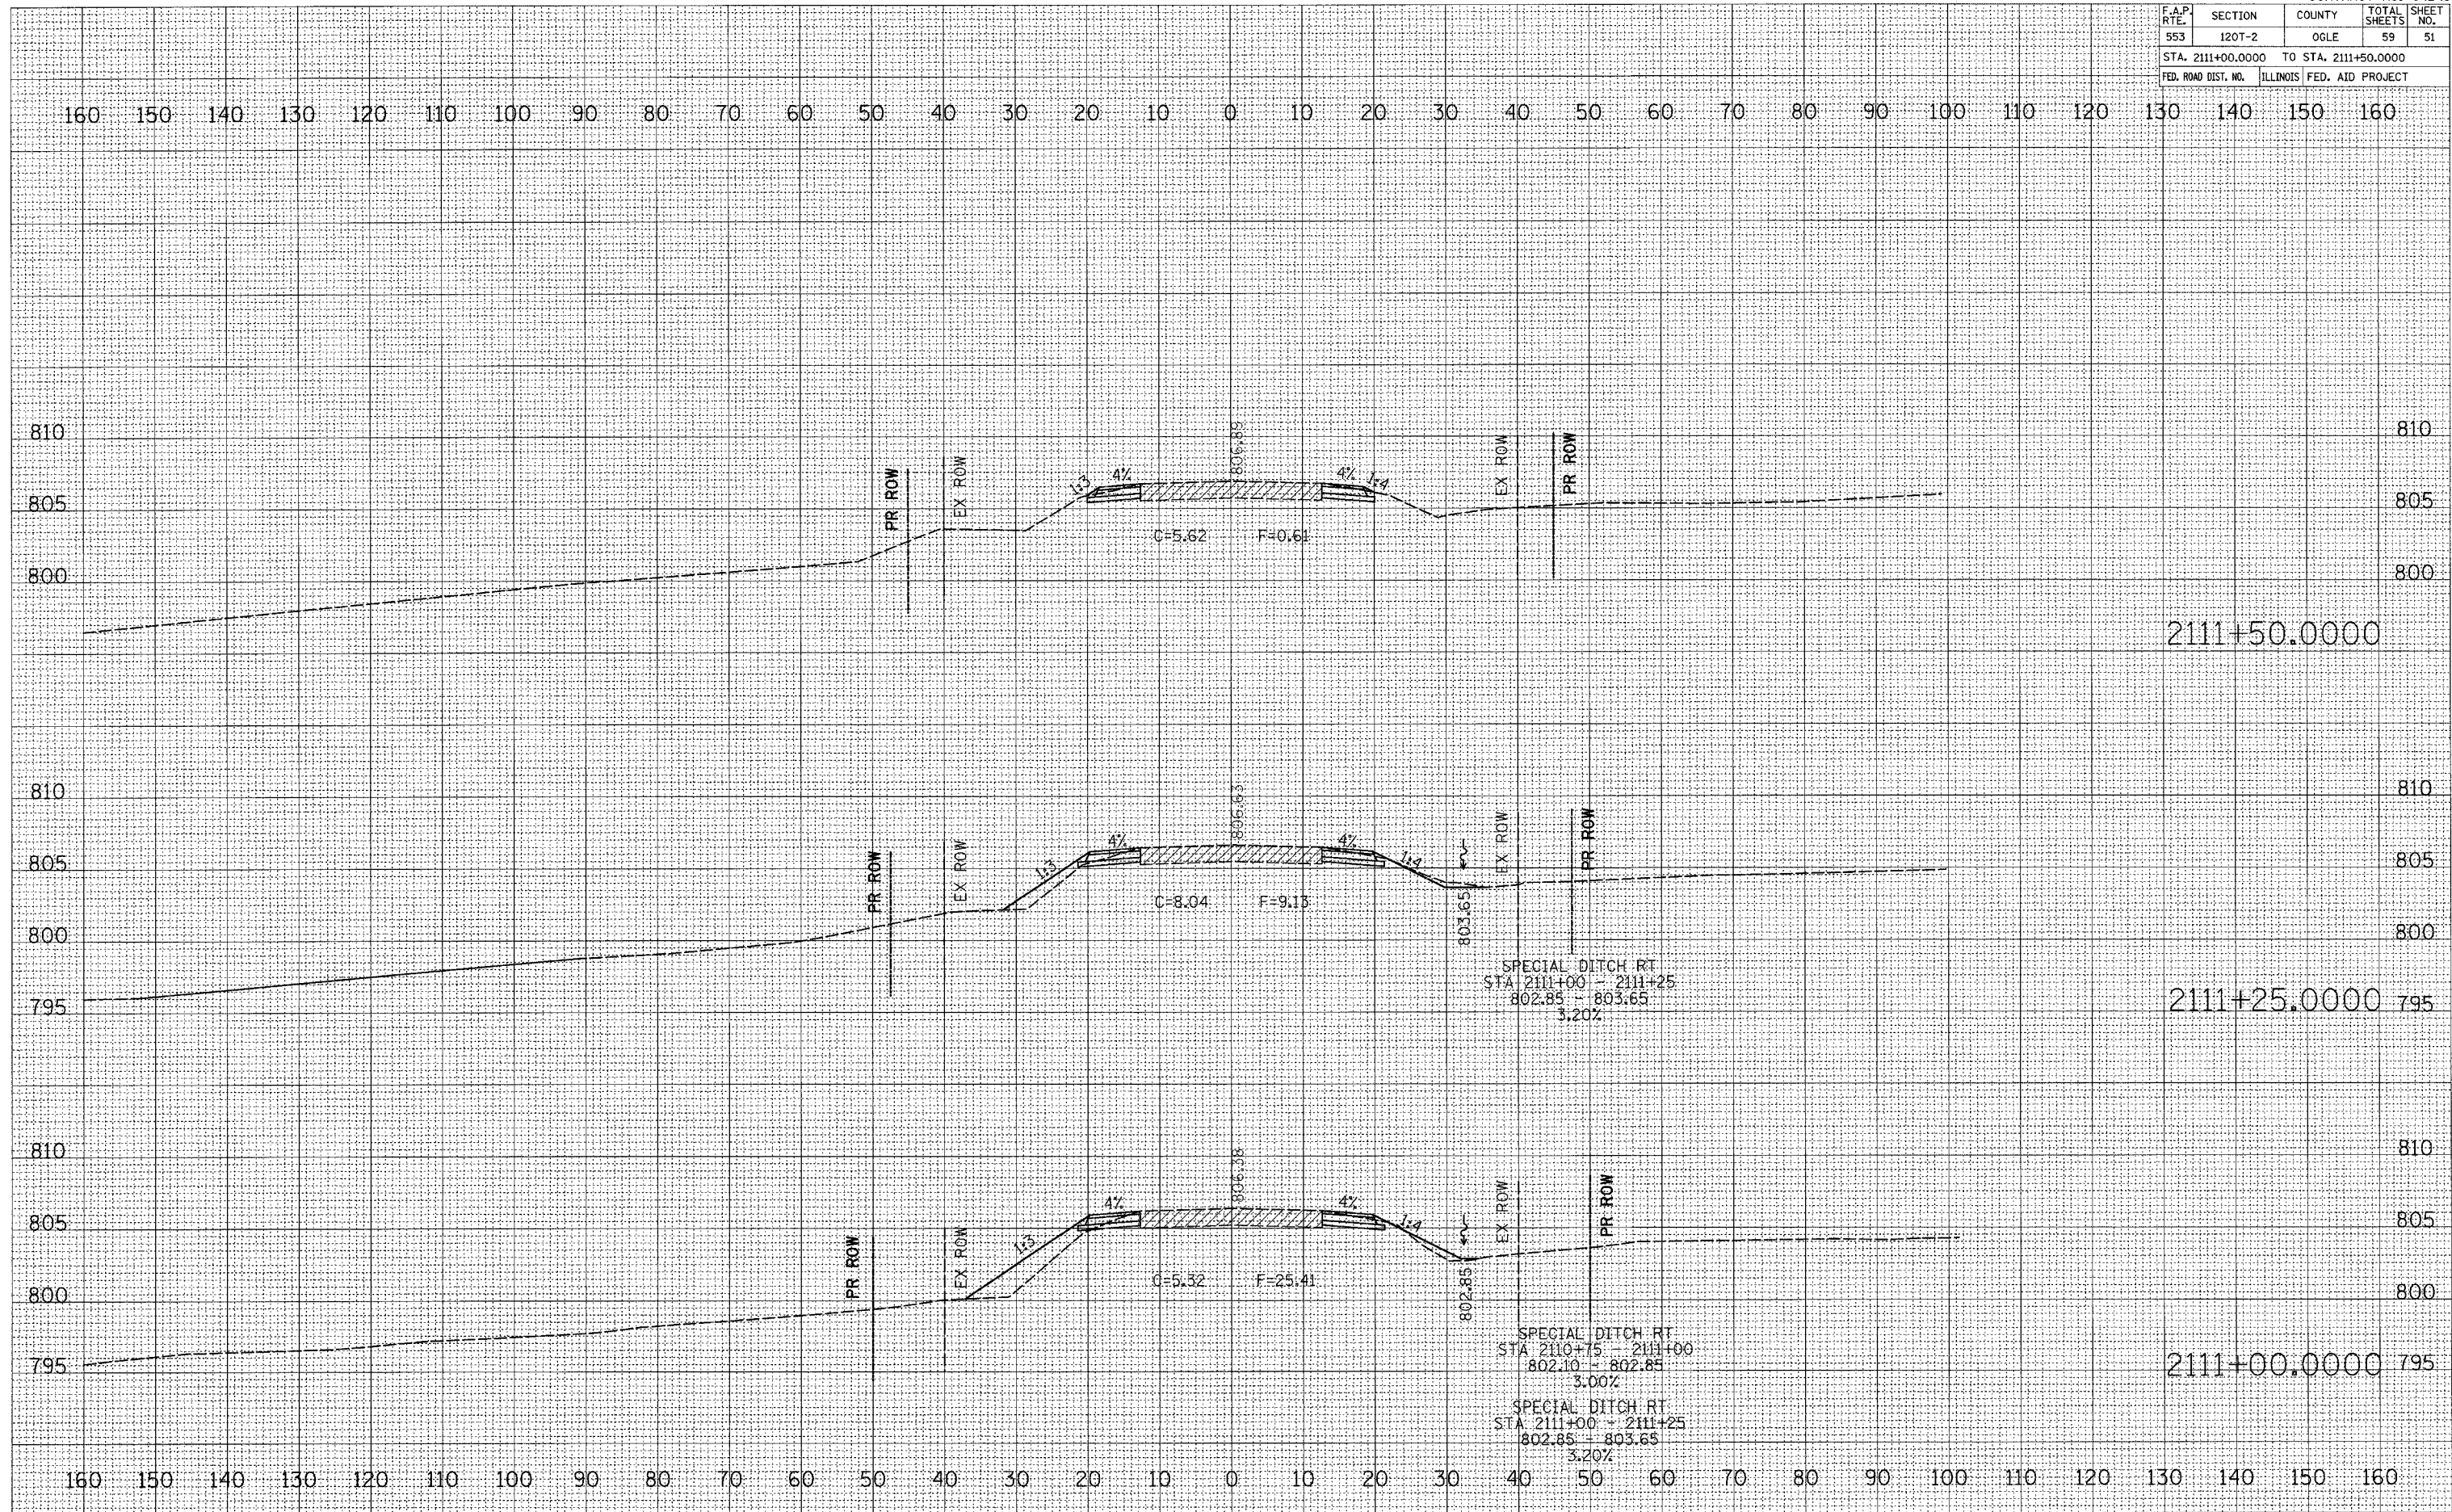 F.A.P. RTE. SECTION COUNTY TOTAL SHEETS SHEET NO.
553 120T-2 OGLE 59 51
STA. 2111+00.0000 TO STA. 2111+50.0000
FED. ROAD DIST. NO. ILLINOIS FED. AID PROJECT
160 150 140 130 120 110 100 90 80 70 60 50 40 30 20 10 0 10 20 30 40 50 60 70 80 90 100 110 120 130 140 150 160
810 810
806.89
PR ROW EX ROW 1:3 4% 4% 1:4 EX ROW PR ROW
805 805
C=5.62 F=0.61
800 800
2111+50.0000
810 810
806.63
PR ROW EX ROW 1:3 4% 4% 1:4 EX ROW PR ROW
805 805
C=8.04 F=9.13
803.65
800 800
SPECIAL DITCH RT
STA 2111+00 - 2111+25
802.85 - 803.65
3.20%
795 2111+25.0000 795
810 810
806.38
PR ROW EX ROW 1:3 4% 4% 1:4 EX ROW PR ROW
805 805
C=5.32 F=25.41
802.85
800 800
SPECIAL DITCH RT
STA 2110+75 - 2111+00
802.10 - 802.85
3.00%
795 2111+00.0000 795
SPECIAL DITCH RT
STA 2111+00 - 2111+25
802.85 - 803.65
3.20%
160 150 140 130 120 110 100 90 80 70 60 50 40 30 20 10 0 10 20 30 40 50 60 70 80 90 100 110 120 130 140 150 160